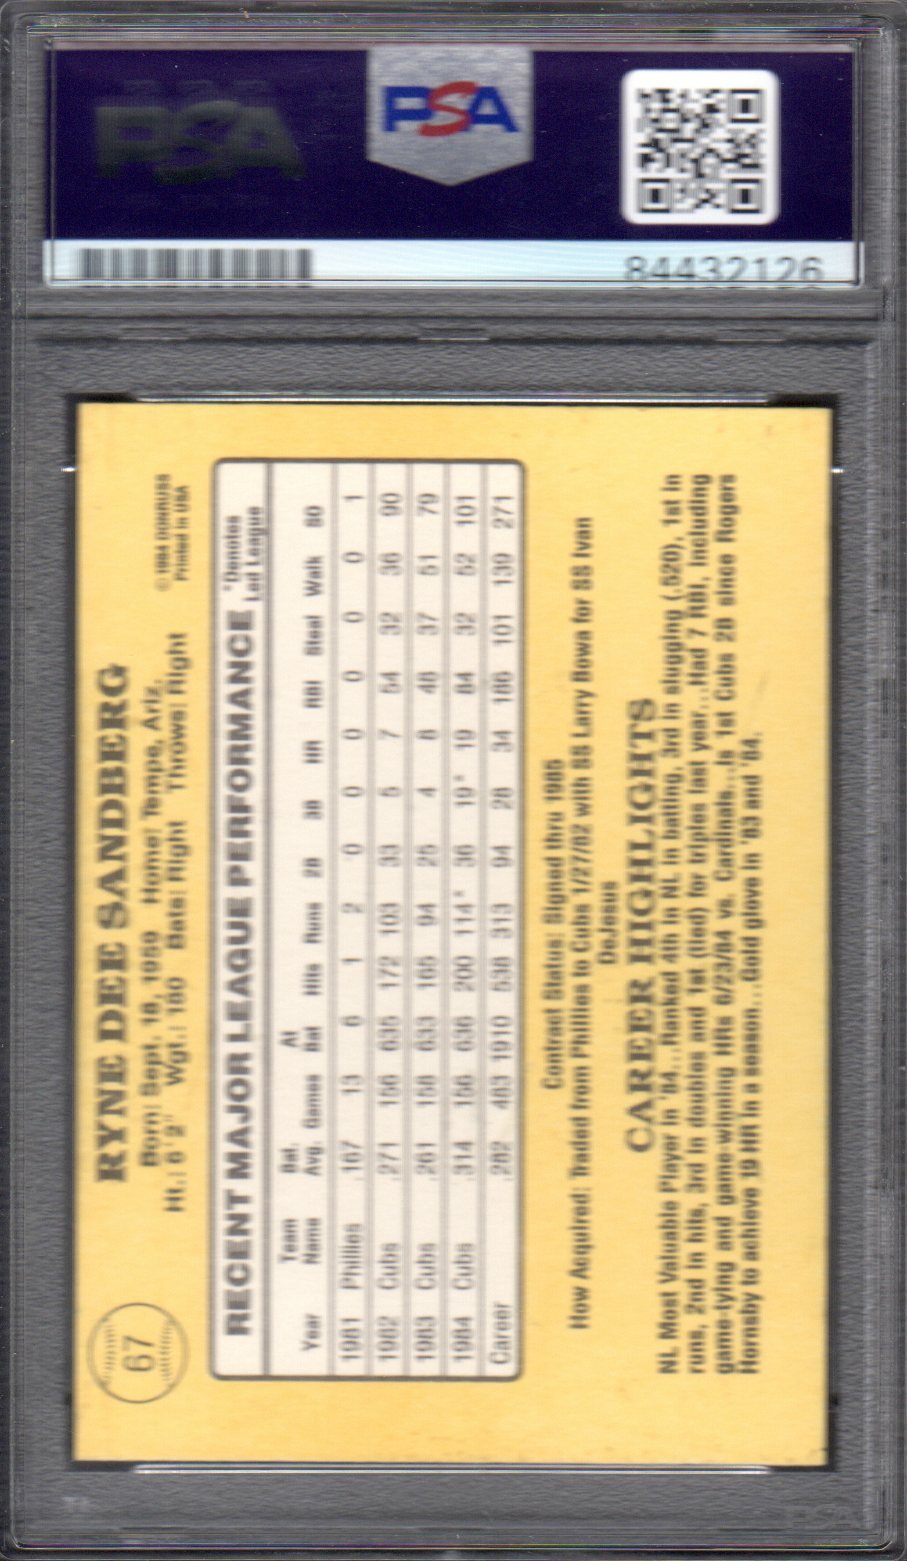 PSA
PSA
84432126
67
RYNE DEE SANDBERG
Born: Sept. 18, 1959 Home: Tempe, Ariz.
Ht.: 6'2" Wgt.: 180 Bats: Right Throws: Right
© 1984 DONRUSS
Printed in USA
RECENT MAJOR LEAGUE PERFORMANCE *Denotes Led League
Year Team Name Bat. Avg. Games At Bat Hits Runs 2B 3B HR RBI Steal Walk SO
1981 Phillies .167 13 6 1 2 0 0 0 0 0 0 1
1982 Cubs .271 156 635 172 103 33 5 7 54 32 36 90
1983 Cubs .261 158 633 165 94 25 4 8 48 37 51 79
1984 Cubs .314 156 636 200 114* 36 19* 19 84 32 52 101
Career .282 483 1910 538 313 94 28 34 186 101 139 271
Contract Status: Signed thru 1985
How Acquired: Traded from Phillies to Cubs 1/27/82 with SS Larry Bowa for SS Ivan
DeJesus
CAREER HIGHLIGHTS
NL Most Valuable Player in '84...Ranked 4th in NL in batting, 3rd in slugging (.520), 1st in
runs, 2nd in hits, 3rd in doubles and 1st (tied) for triples last year...Had 7 RBI, including
game-tying and game-winning HRs 6/23/84 vs. Cardinals...Is 1st Cubs 2B since Rogers
Hornsby to achieve 19 HR in a season...Gold glove in '83 and '84.